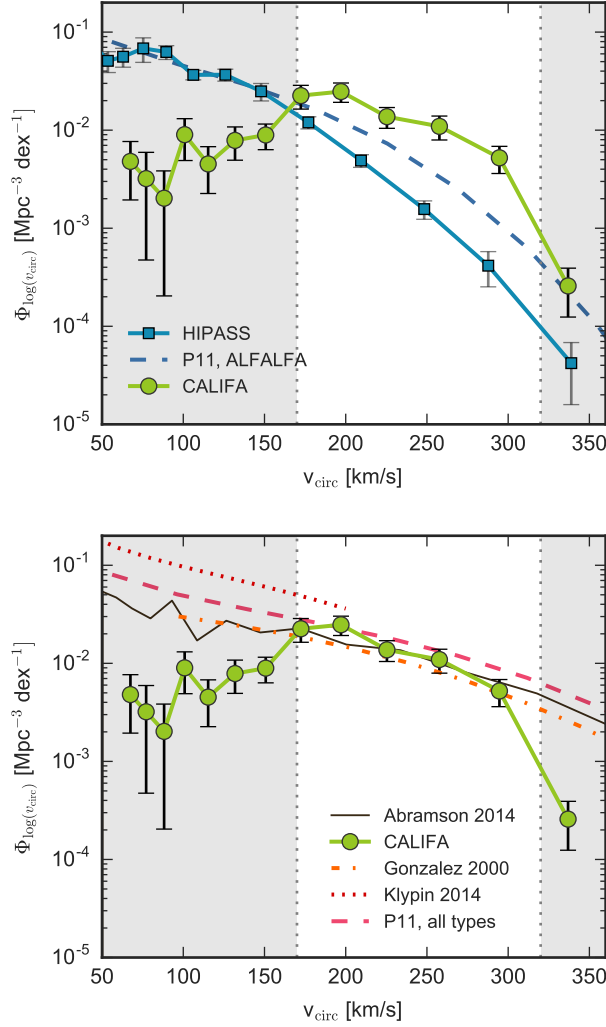 10⁻¹
10⁻²
10⁻³
10⁻⁴
10⁻⁵
Φlog(vcirc) [Mpc⁻³ dex⁻¹]
HIPASS
P11, ALFALFA
CALIFA
50 100 150 200 250 300 350
vcirc [km/s]
10⁻¹
10⁻²
10⁻³
10⁻⁴
10⁻⁵
Φlog(vcirc) [Mpc⁻³ dex⁻¹]
Abramson 2014
CALIFA
Gonzalez 2000
Klypin 2014
P11, all types
50 100 150 200 250 300 350
vcirc [km/s]